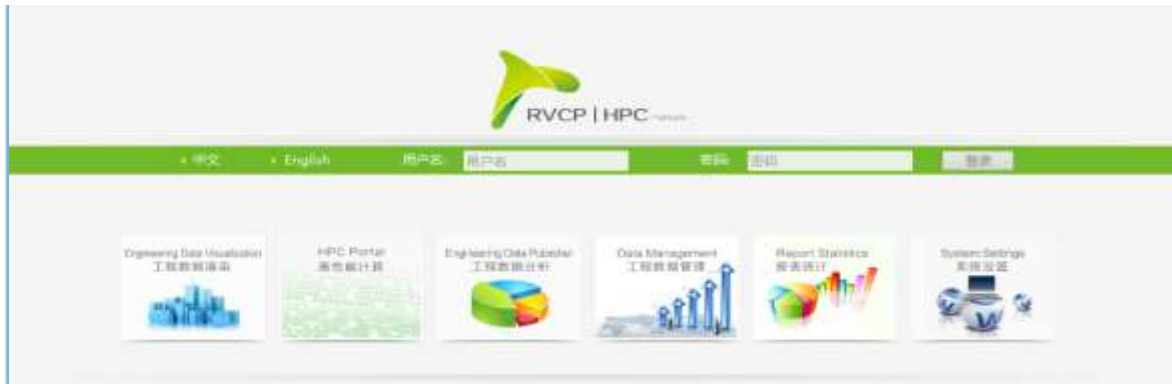 RVCP | HPC
中文 English 用户名: 用户名 密码: 密码 登录
Engineering Data Visualization
工程数据渲染
HPC Portal
高性能计算
Engineering Data Publisher
工程数据分析
Data Management
工程数据管理
Report Statistics
报表统计
System Settings
系统设置